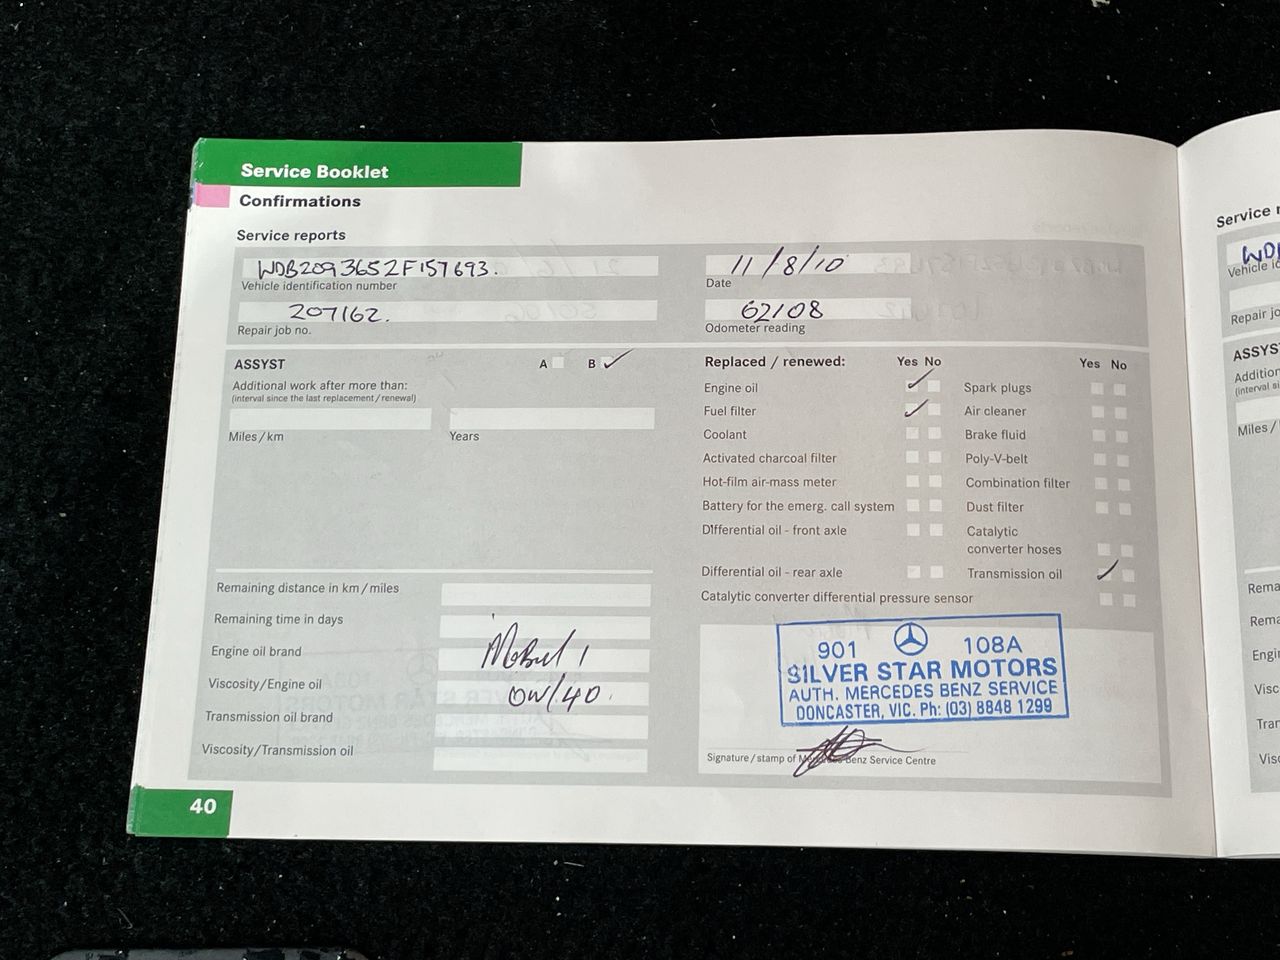 Service Booklet
Confirmations
Service reports
WDB2093652F157693.
Vehicle identification number
11/8/10
Date
207162.
Repair job no.
62108
Odometer reading
ASSYST A B
Additional work after more than:
(interval since the last replacement / renewal)
Miles / km
Years
Remaining distance in km / miles
Remaining time in days
Engine oil brand Mobil 1
Viscosity/Engine oil 0W/40.
Transmission oil brand
Viscosity/Transmission oil
Replaced / renewed: Yes No
Engine oil
Fuel filter
Coolant
Activated charcoal filter
Hot-film air-mass meter
Battery for the emerg. call system
Differential oil - front axle
Differential oil - rear axle
Catalytic converter differential pressure sensor
Yes No
Spark plugs
Air cleaner
Brake fluid
Poly-V-belt
Combination filter
Dust filter
Catalytic
converter hoses
Transmission oil
901 108A
SILVER STAR MOTORS
AUTH. MERCEDES BENZ SERVICE
DONCASTER, VIC. Ph: (03) 8848 1299
Signature / stamp of Mercedes-Benz Service Centre
40
Service
Vehicle
Repair
Miles /